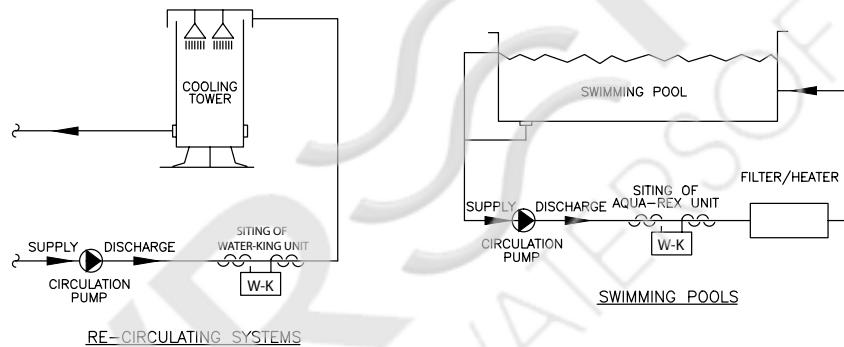 COOLING
TOWER
SUPPLY
DISCHARGE
SITING OF
WATER-KING UNIT
CIRCULATION
PUMP
W-K
RE-CIRCULATING SYSTEMS
SWIMMING POOL
FILTER/HEATER
SUPPLY
DISCHARGE
SITING OF
AQUA-REX UNIT
CIRCULATION
PUMP
W-K
SWIMMING POOLS
WATERSOF